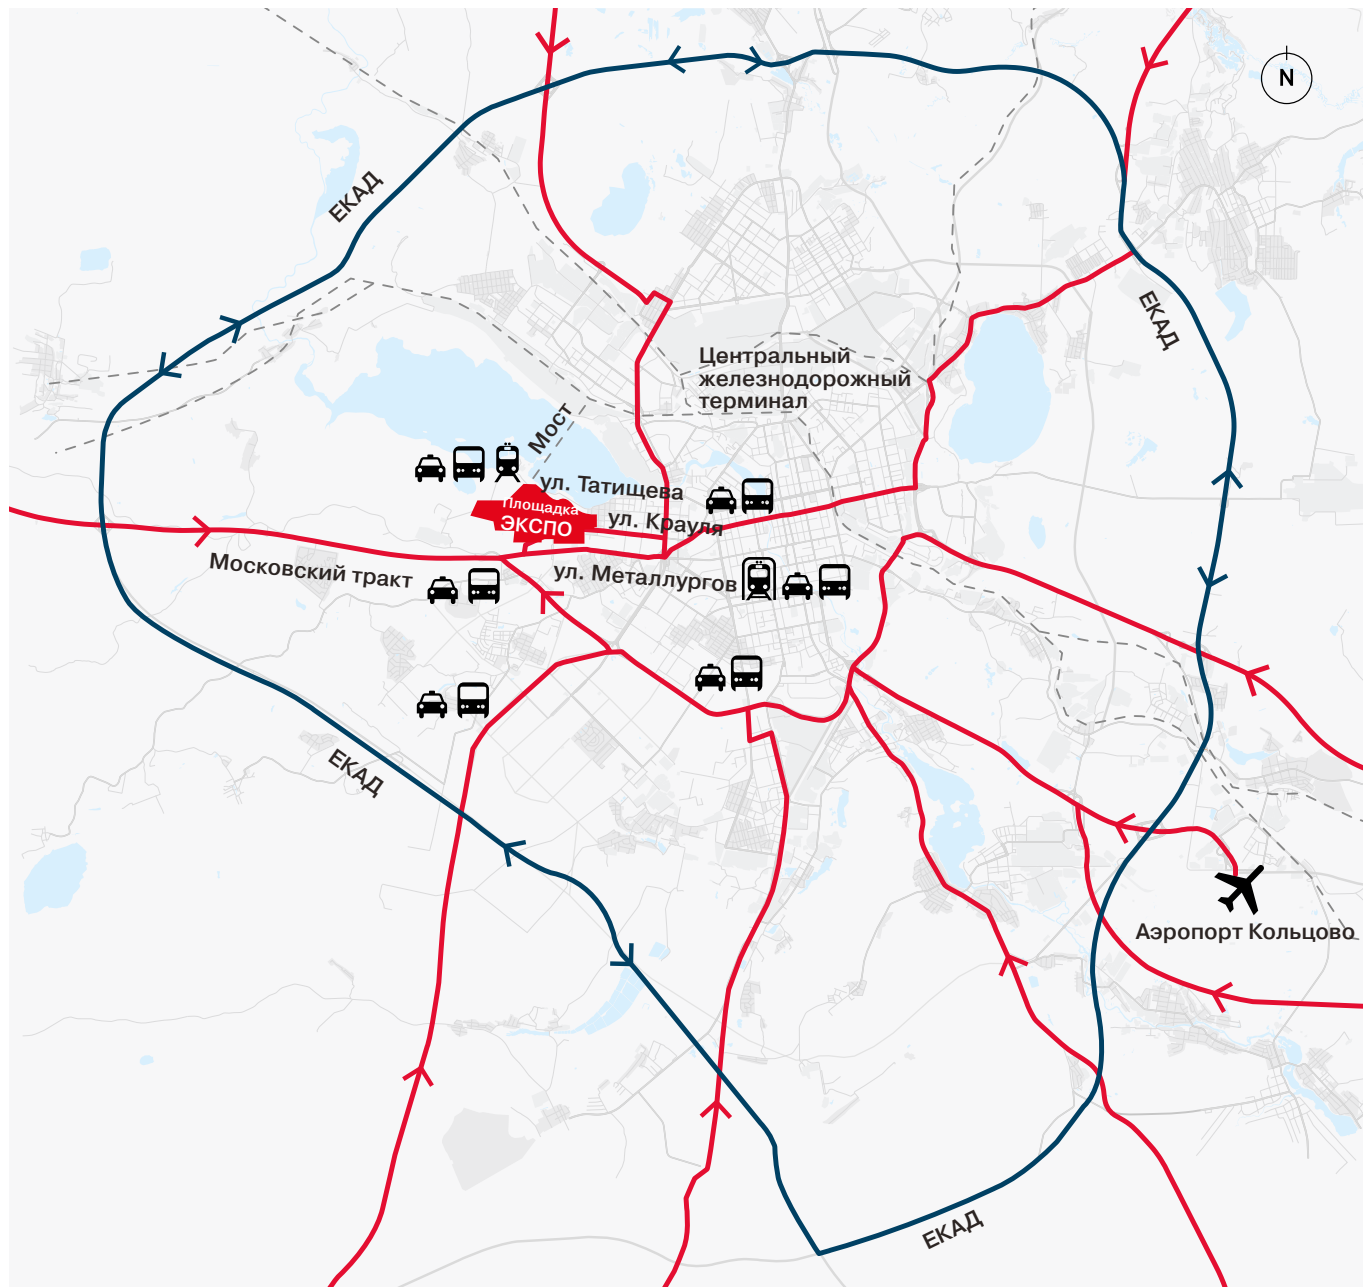 N
ЕКАД
ЕКАД
Центральный
железнодорожный
терминал
Мост
ул. Татищева
Площадка
ЭКСПО
ул. Крауля
Московский тракт
ул. Металлургов
ЕКАД
Аэропорт Кольцово
ЕКАД